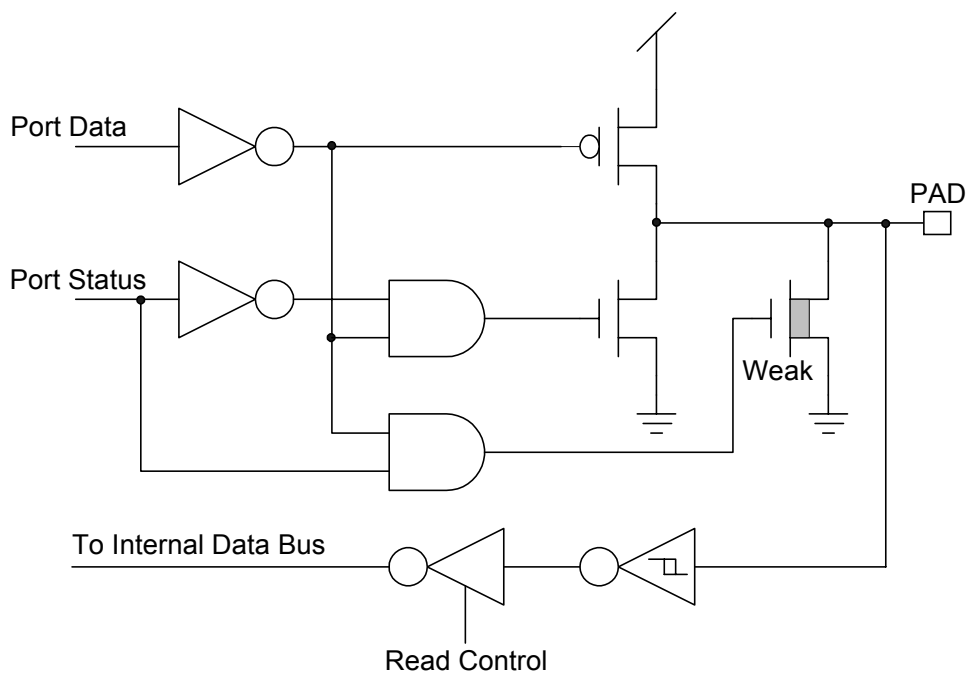 Port Data
PAD
Port Status
Weak
To Internal Data Bus
Read Control